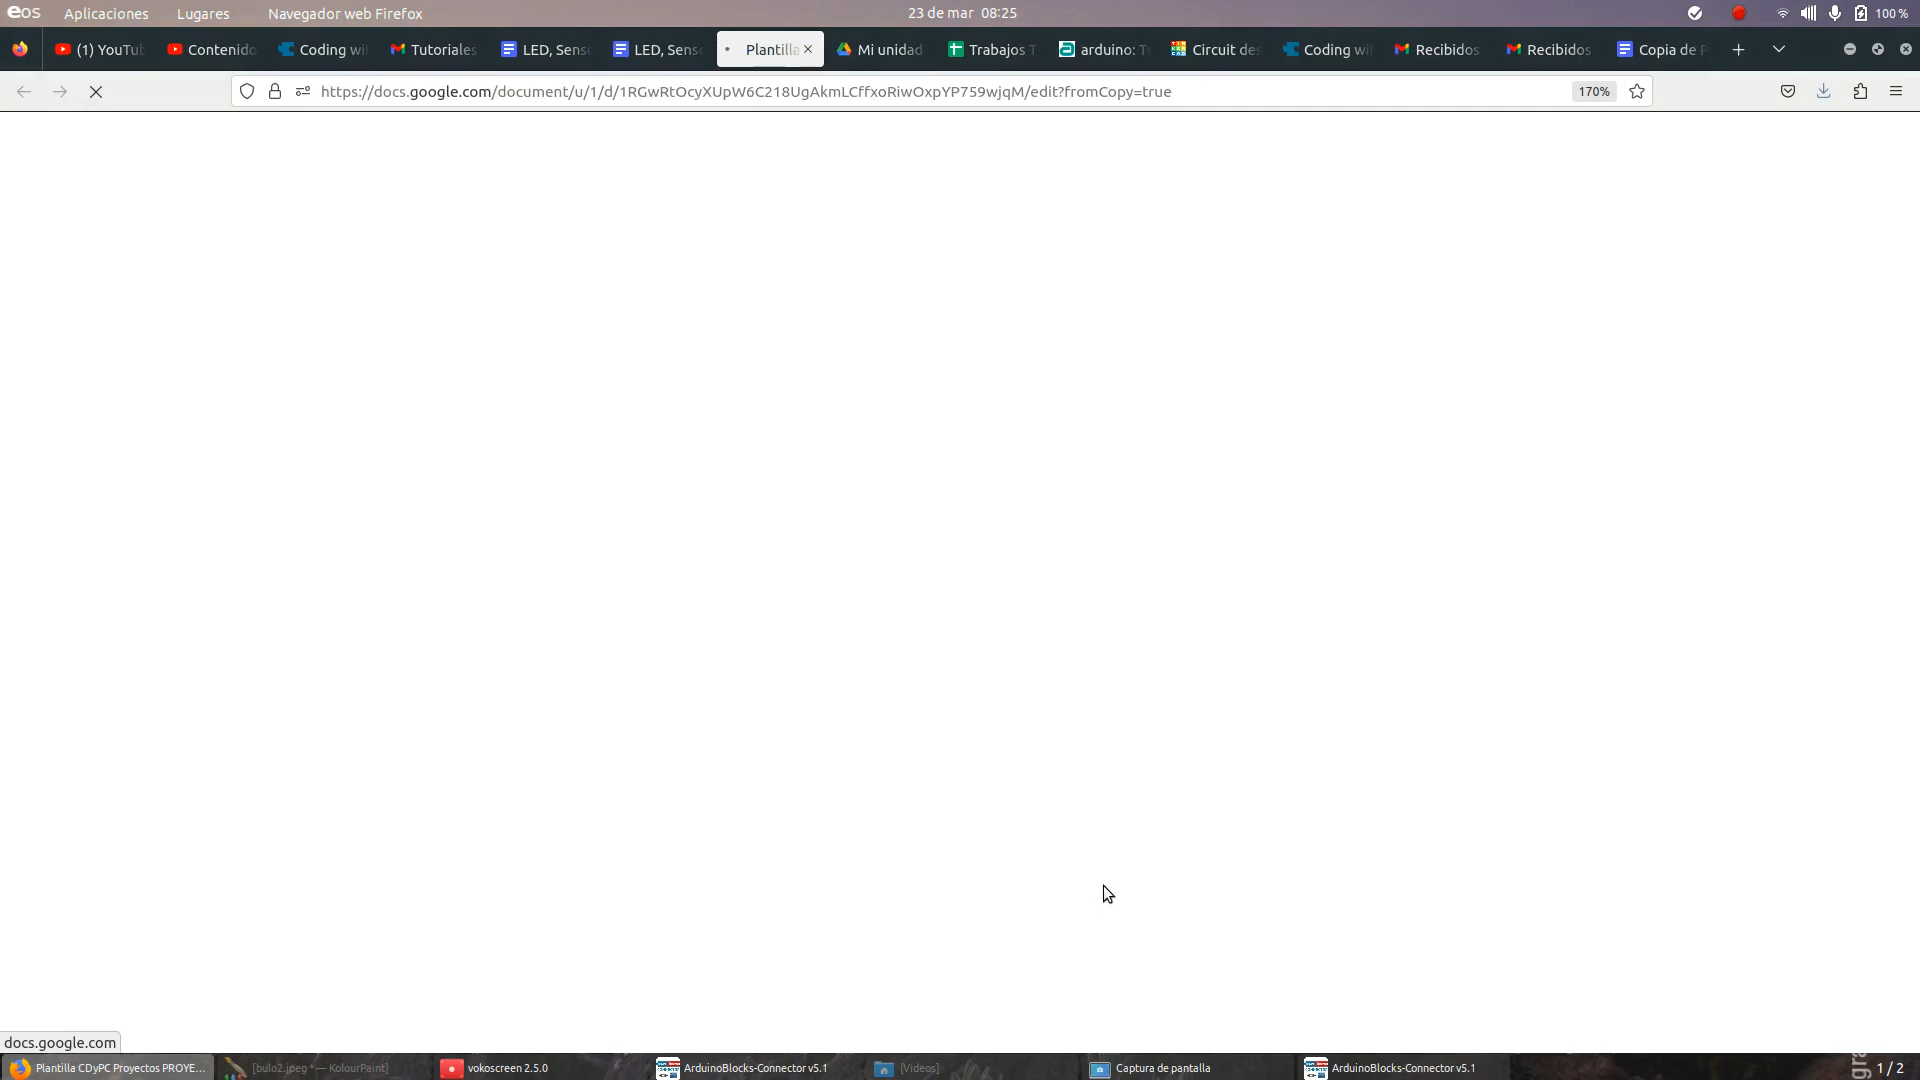 eos Aplicaciones Lugares Navegador web Firefox 23 de mar 08:25 100 %
(1) YouTu Contenido Coding wi Tutoriales LED, Sens LED, Sens Plantilla Mi unidad Trabajos T arduino: T Circuit des Coding wi Recibidos Recibidos Copia de P
https://docs.google.com/document/u/1/d/1RGwRtOcyXUpW6C218UgAkmLCffxoRiwOxpYP759wjqM/edit?fromCopy=true 170%
docs.google.com
Plantilla CDyPC Proyectos PROYE... [bulo2.jpeg * — KolourPaint] vokoscreen 2.5.0 ArduinoBlocks-Connector v5.1 [Vídeos] Captura de pantalla ArduinoBlocks-Connector v5.1 1 / 2